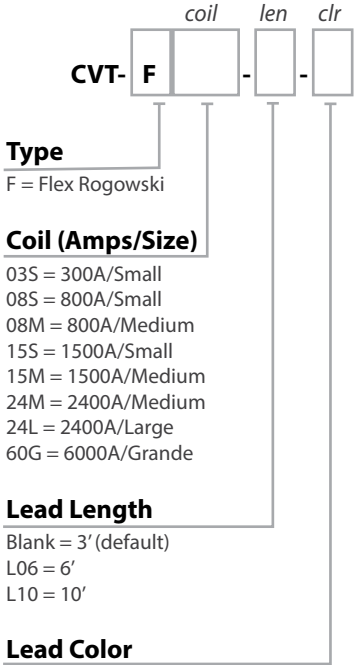 coil len clr
CVT- F - -
Type
F = Flex Rogowski
Coil (Amps/Size)
03S = 300A/Small
08S = 800A/Small
08M = 800A/Medium
15S = 1500A/Small
15M = 1500A/Medium
24M = 2400A/Medium
24L = 2400A/Large
60G = 6000A/Grande
Lead Length
Blank = 3’ (default)
L06 = 6’
L10 = 10’
Lead Color